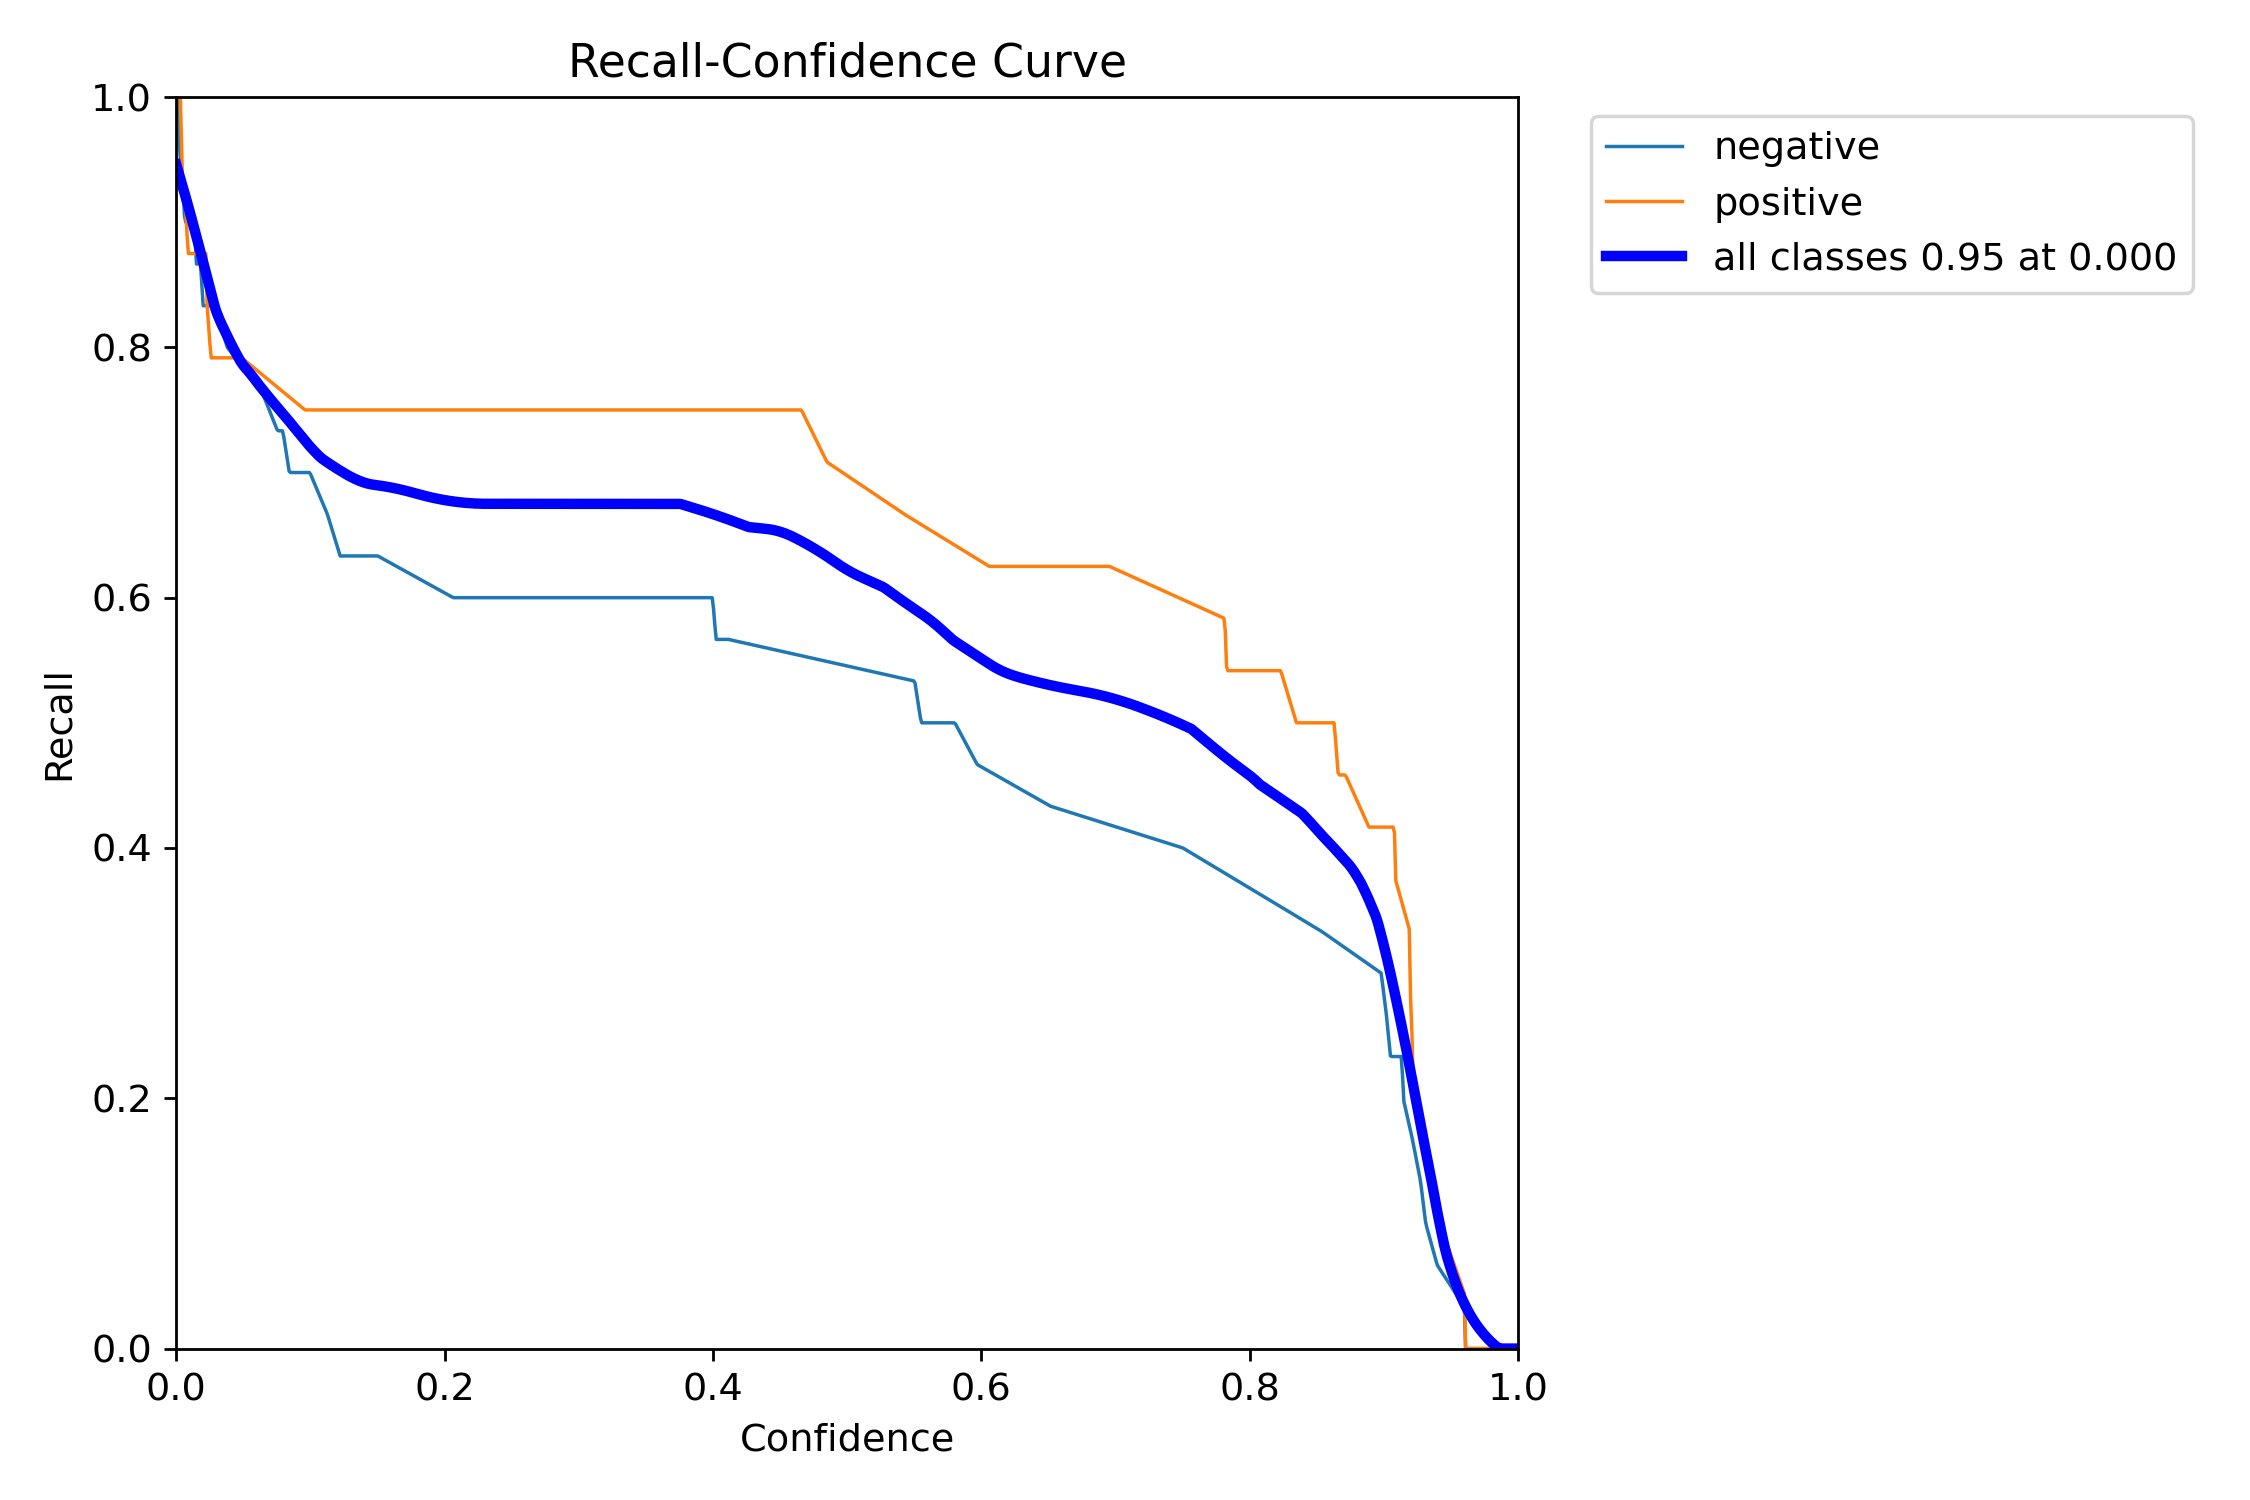 Recall-Confidence Curve
negative
positive
all classes 0.95 at 0.000
1.0
0.8
0.6
0.4
0.2
0.0
Recall
0.0 0.2 0.4 0.6 0.8 1.0
Confidence